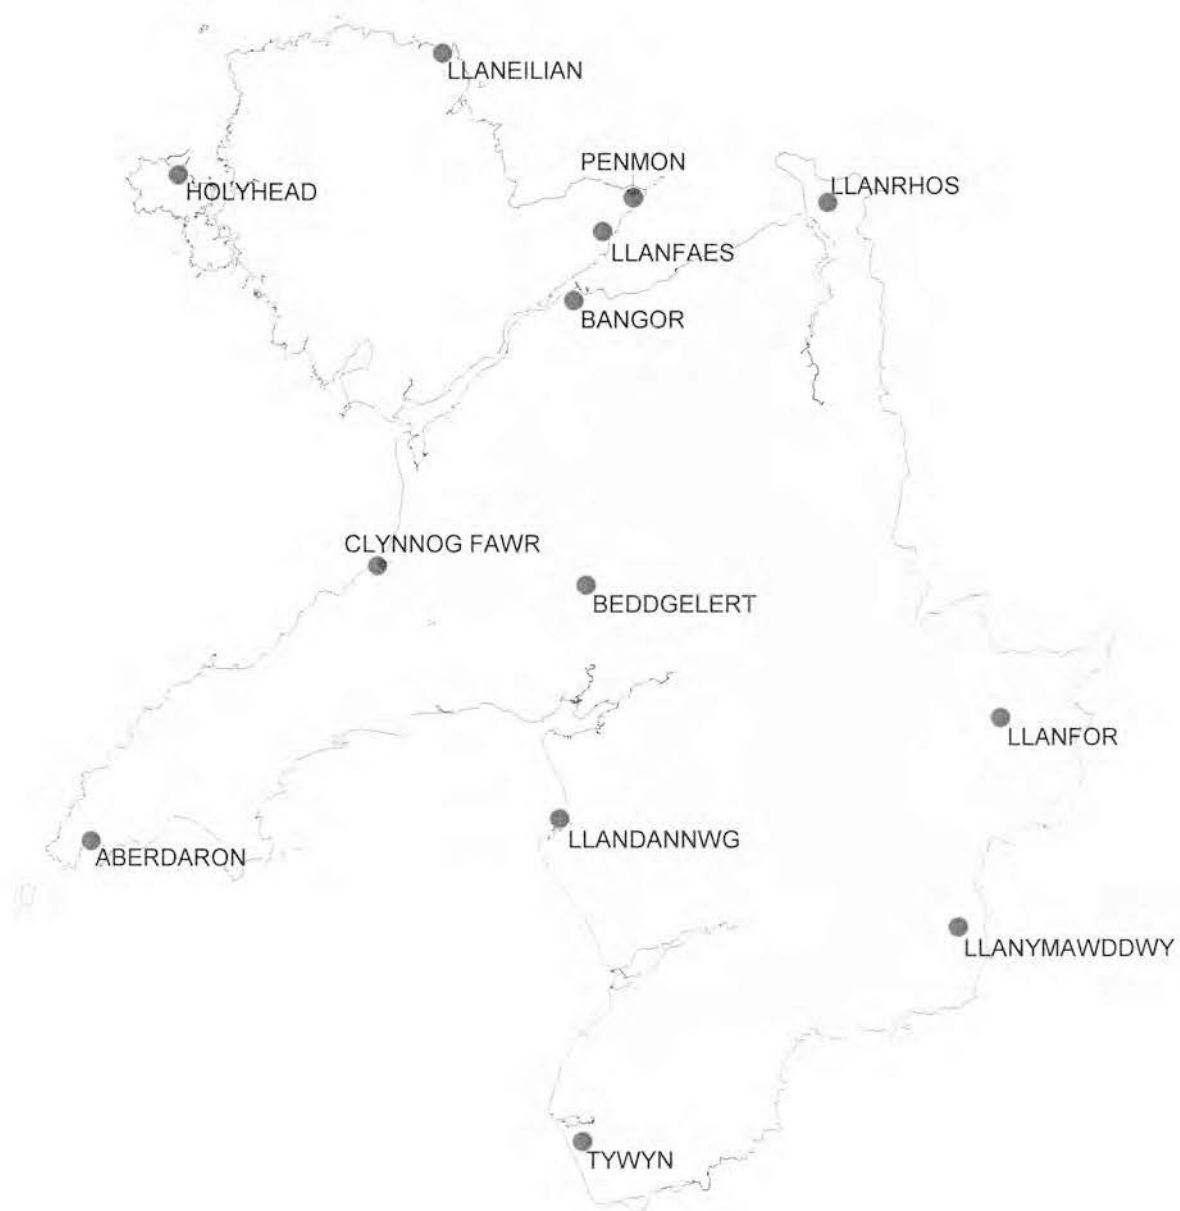 LLANEILIAN
PENMON
HOLYHEAD
LLANRHOS
LLANFAES
BANGOR
CLYNNOG FAWR
BEDDGELERT
LLANFOR
LLANDANNWG
ABERDARON
LLANYMAWDDWY
TYWYN